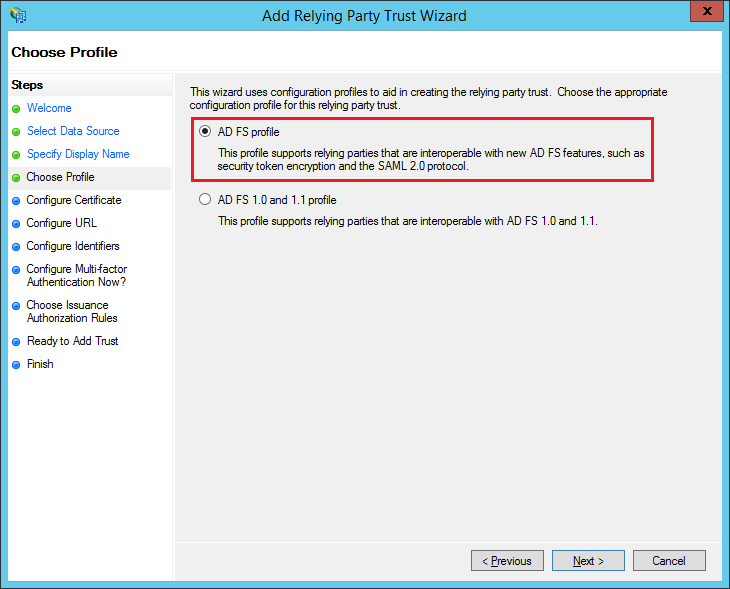 Add Relying Party Trust Wizard
X
Choose Profile
Steps
Welcome
Select Data Source
Specify Display Name
Choose Profile
Configure Certificate
Configure URL
Configure Identifiers
Configure Multi-factor
Authentication Now?
Choose Issuance
Authorization Rules
Ready to Add Trust
Finish
This wizard uses configuration profiles to aid in creating the relying party trust. Choose the appropriate
configuration profile for this relying party trust.
AD FS profile
This profile supports relying parties that are interoperable with new AD FS features, such as
security token encryption and the SAML 2.0 protocol.
AD FS 1.0 and 1.1 profile
This profile supports relying parties that are interoperable with AD FS 1.0 and 1.1.
< Previous
Next >
Cancel